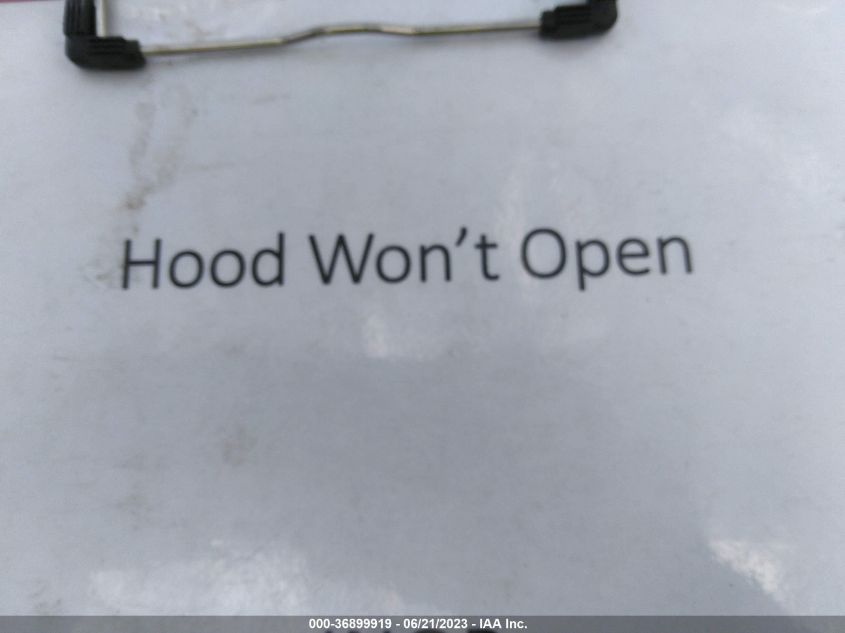 Hood Won’t Open
000-36899919 - 06/21/2023 - IAA Inc.